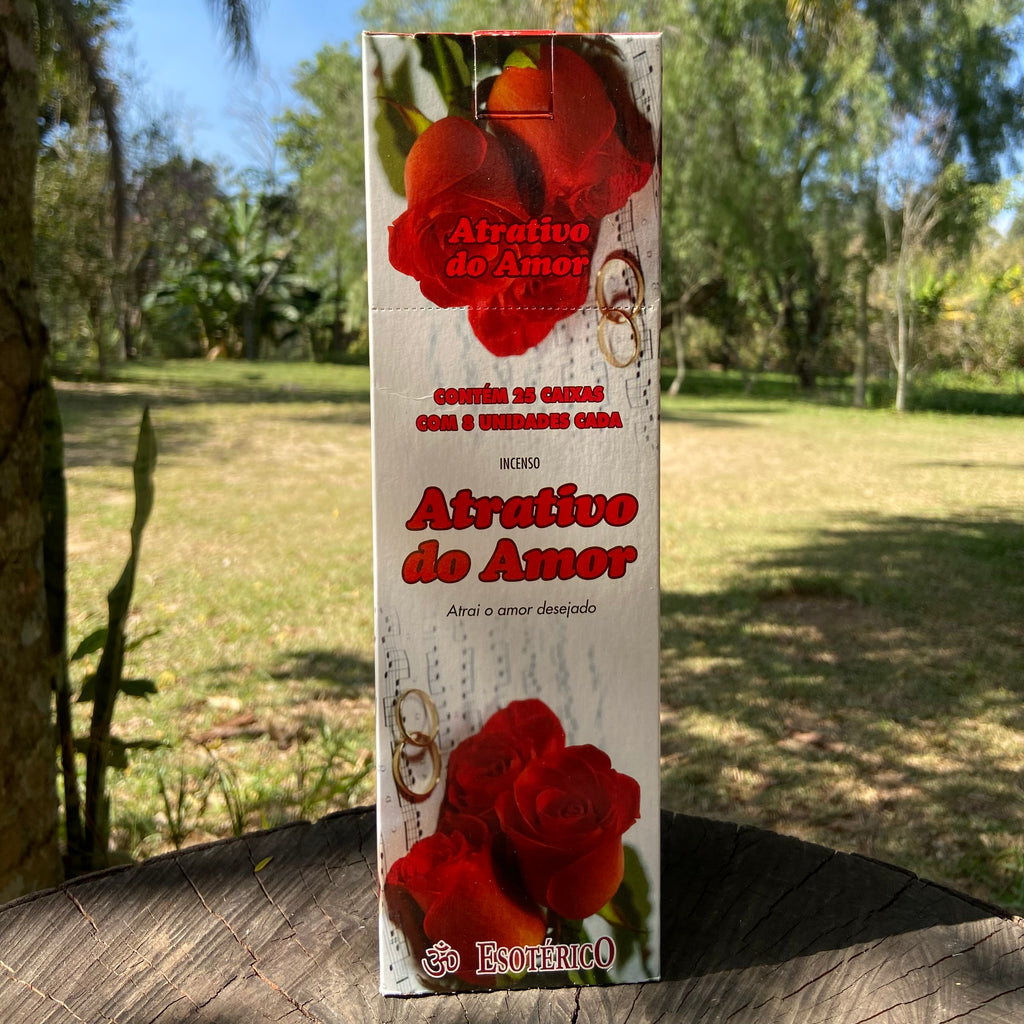 Atrativo
do Amor
CONTÉM 25 CAIXAS
COM 8 UNIDADES CADA
INCENSO
Atrativo
do Amor
Atrai o amor desejado
ॐ ESOTÉRICO